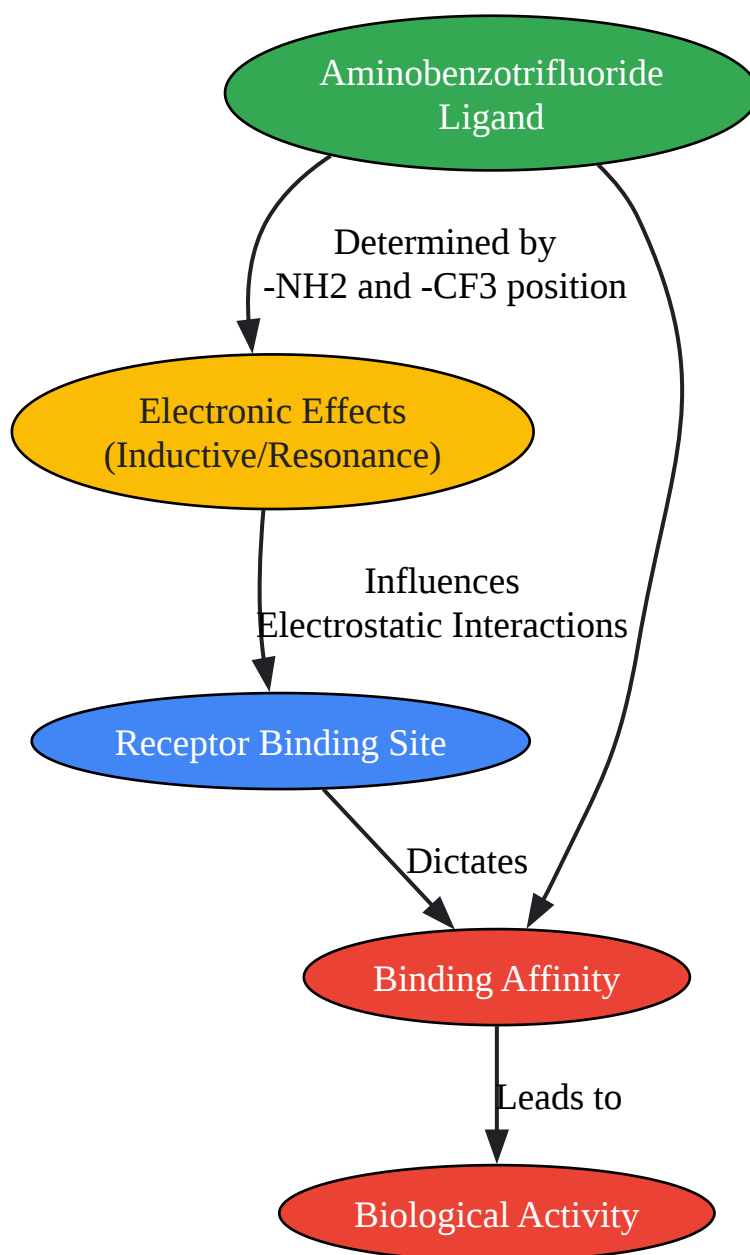 Aminobenzotrifluoride
Ligand
Determined by
-NH2 and -CF3 position
Electronic Effects
(Inductive/Resonance)
Influences
Electrostatic Interactions
Receptor Binding Site
Dictates
Binding Affinity
Leads to
Biological Activity